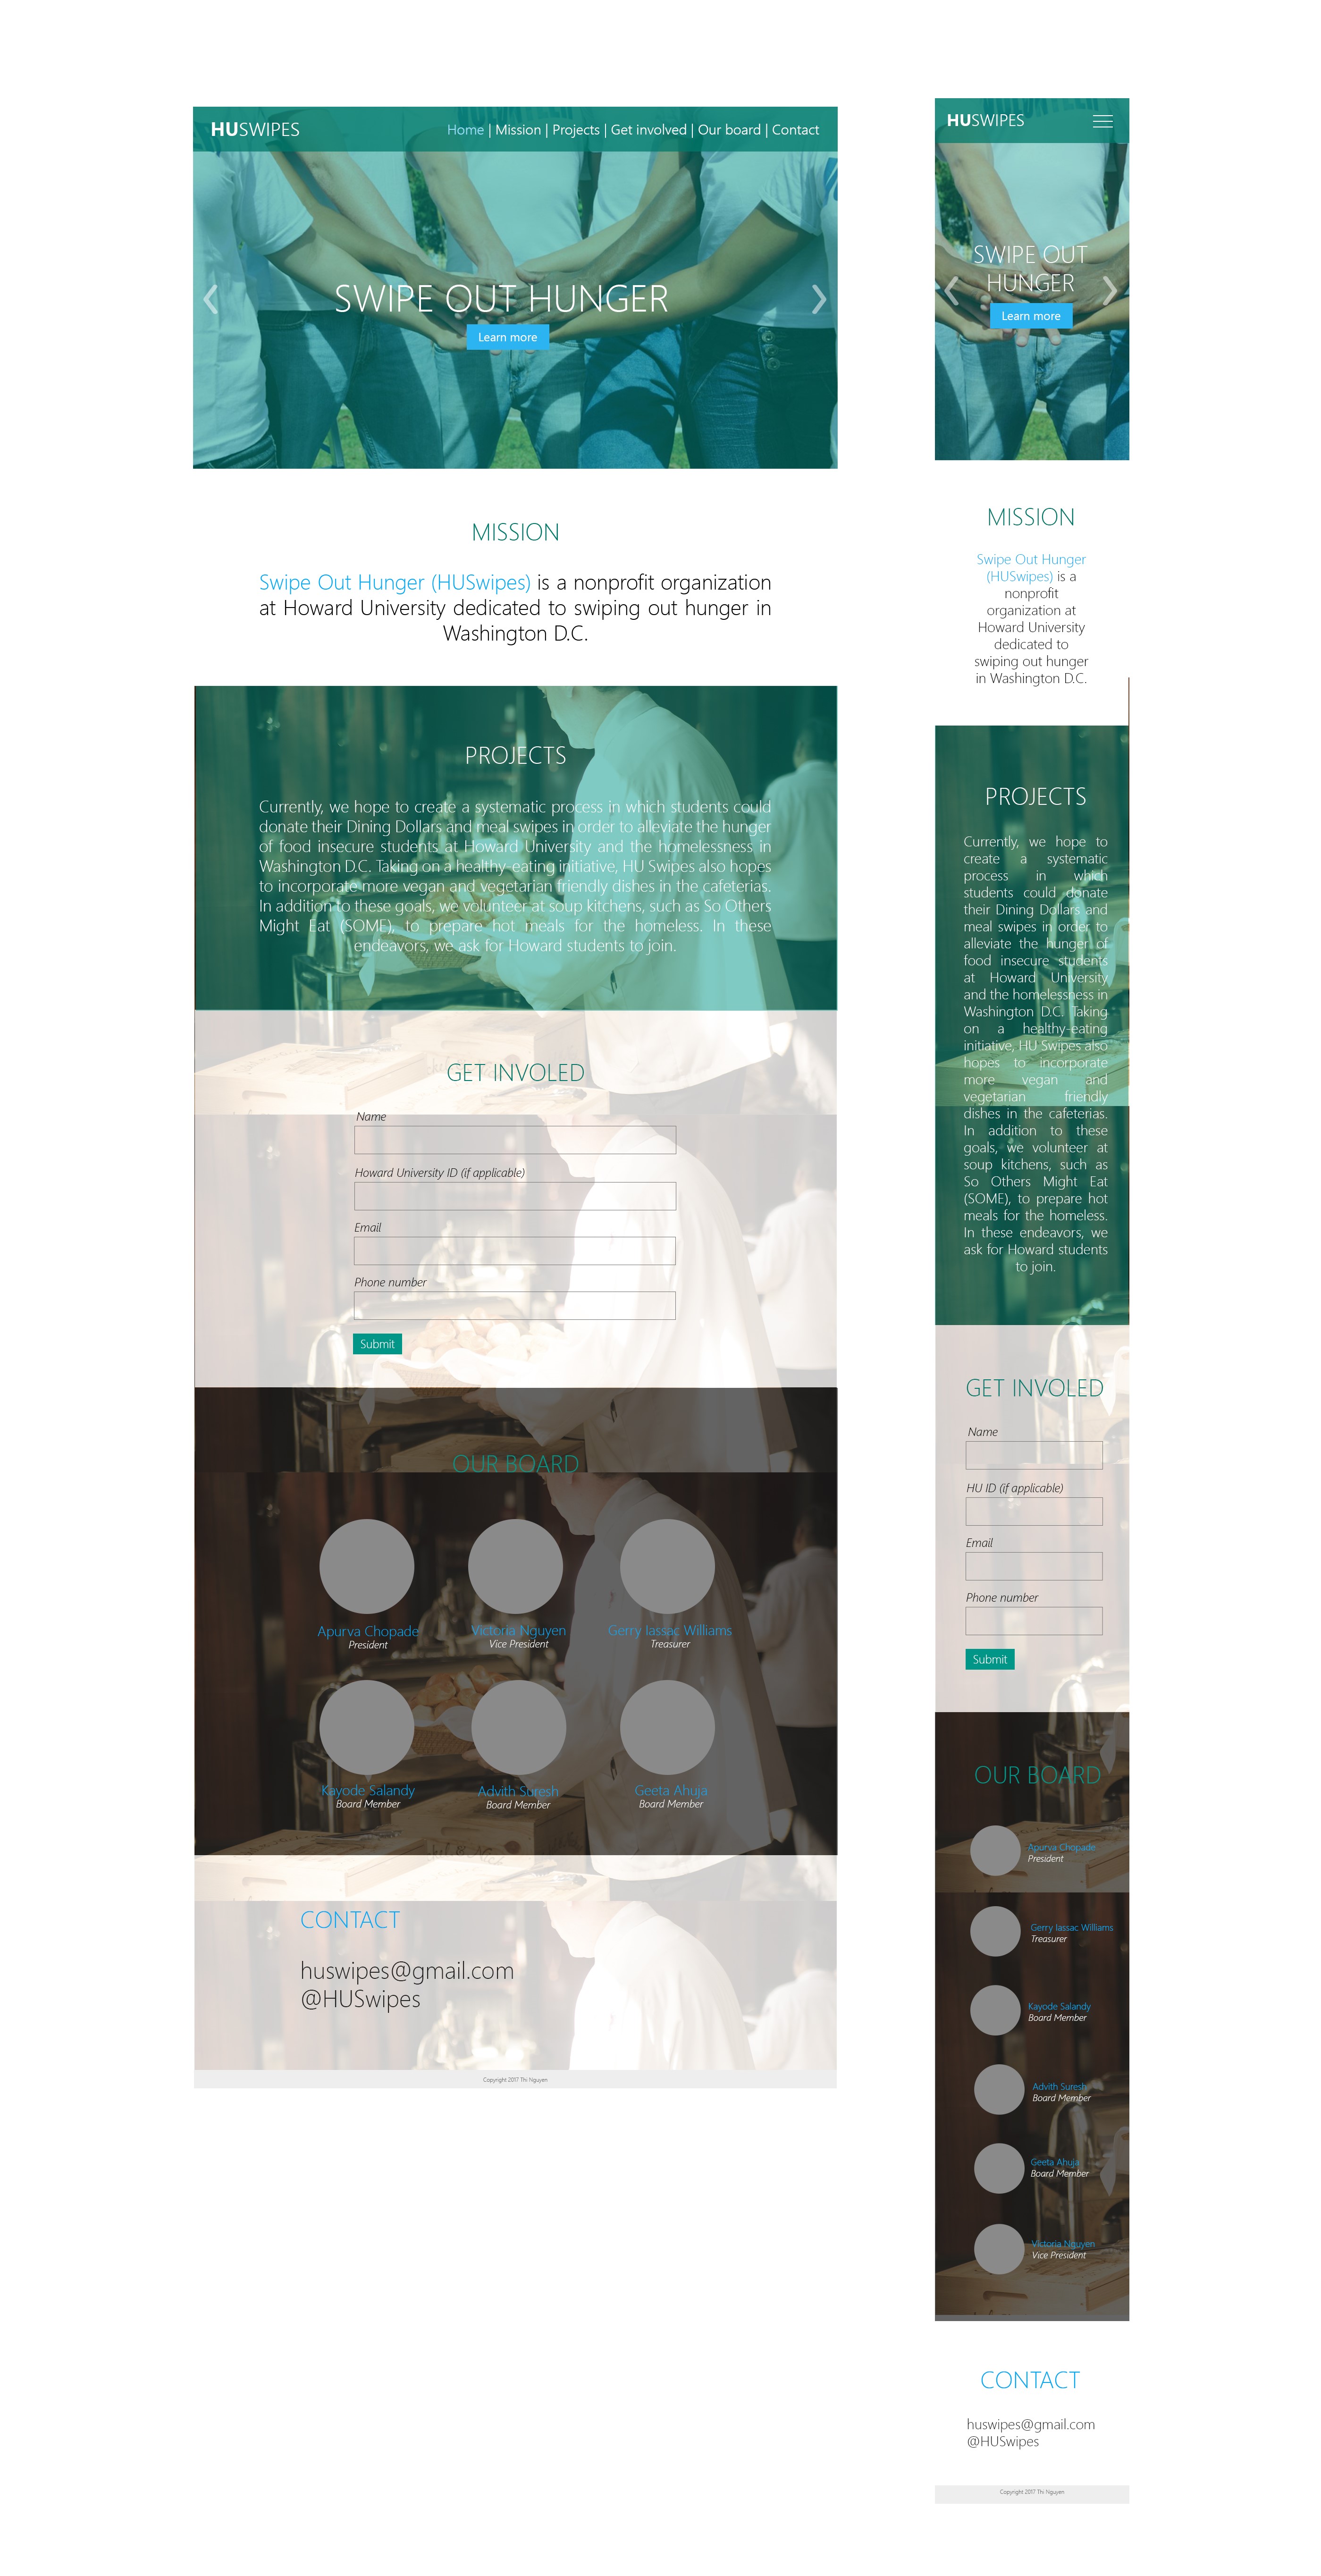 HUSWIPES
Home | Mission | Projects | Get involved | Our board | Contact
SWIPE OUT HUNGER
Learn more
MISSION
Swipe Out Hunger (HUSwipes) is a nonprofit organization
at Howard University dedicated to swiping out hunger in
Washington D.C.
PROJECTS
Currently, we hope to create a systematic process in which students could
donate their Dining Dollars and meal swipes in order to alleviate the hunger
of food insecure students at Howard University and the homelessness in
Washington D.C. Taking on a healthy-eating initiative, HU Swipes also hopes
to incorporate more vegan and vegetarian friendly dishes in the cafeterias.
In addition to these goals, we volunteer at soup kitchens, such as So Others
Might Eat (SOME), to prepare hot meals for the homeless. In these
endeavors, we ask for Howard students to join.
GET INVOLED
Name
Howard University ID (if applicable)
Email
Phone number
Submit
OUR BOARD
Apurva Chopade
President
Victoria Nguyen
Vice President
Gerry Iassac Williams
Treasurer
Kayode Salandy
Board Member
Advith Suresh
Board Member
Geeta Ahuja
Board Member
CONTACT
huswipes@gmail.com
@HUSwipes
Copyright 2017 Thi Nguyen
HUSWIPES
SWIPE OUT
HUNGER
Learn more
MISSION
Swipe Out Hunger
(HUSwipes) is a
nonprofit
organization at
Howard University
dedicated to
swiping out hunger
in Washington D.C.
PROJECTS
Currently, we hope to
create a systematic
process in which
students could donate
their Dining Dollars and
meal swipes in order to
alleviate the hunger of
food insecure students
at Howard University
and the homelessness in
Washington D.C. Taking
on a healthy-eating
initiative, HU Swipes also
hopes to incorporate
more vegan and
vegetarian friendly
dishes in the cafeterias.
In addition to these
goals, we volunteer at
soup kitchens, such as
So Others Might Eat
(SOME), to prepare hot
meals for the homeless.
In these endeavors, we
ask for Howard students
to join.
GET INVOLED
Name
HU ID (if applicable)
Email
Phone number
Submit
OUR BOARD
Apurva Chopade
President
Gerry Iassac Williams
Treasurer
Kayode Salandy
Board Member
Advith Suresh
Board Member
Geeta Ahuja
Board Member
Victoria Nguyen
Vice President
CONTACT
huswipes@gmail.com
@HUSwipes
Copyright 2017 Thi Nguyen